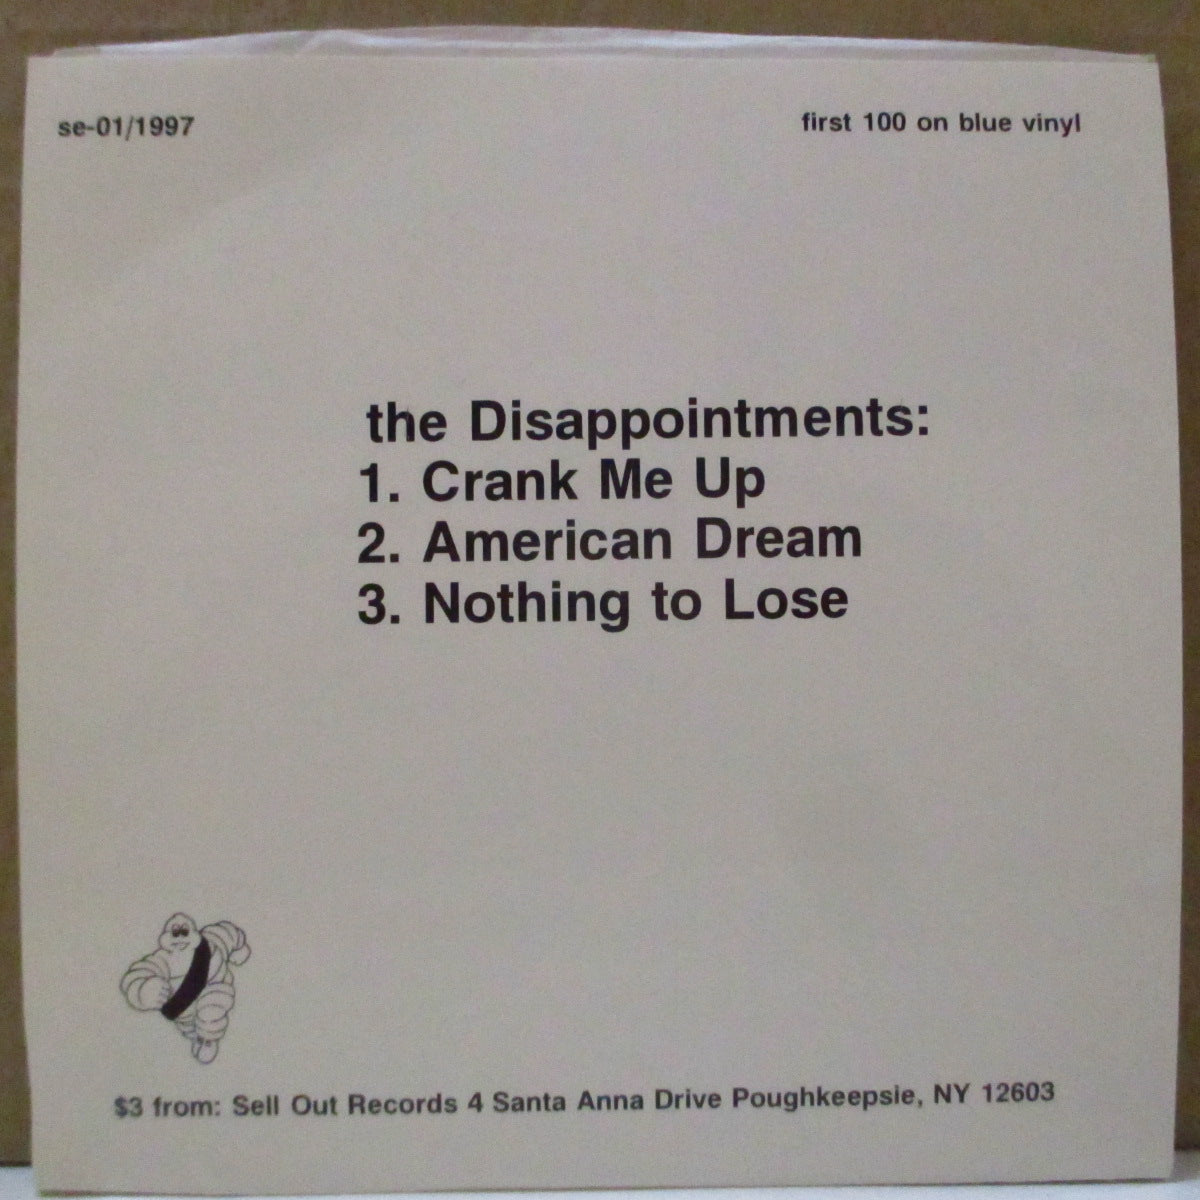 se-01/1997
first 100 on blue vinyl
the Disappointments:
1. Crank Me Up
2. American Dream
3. Nothing to Lose
$3 from: Sell Out Records 4 Santa Anna Drive Poughkeepsie, NY 12603